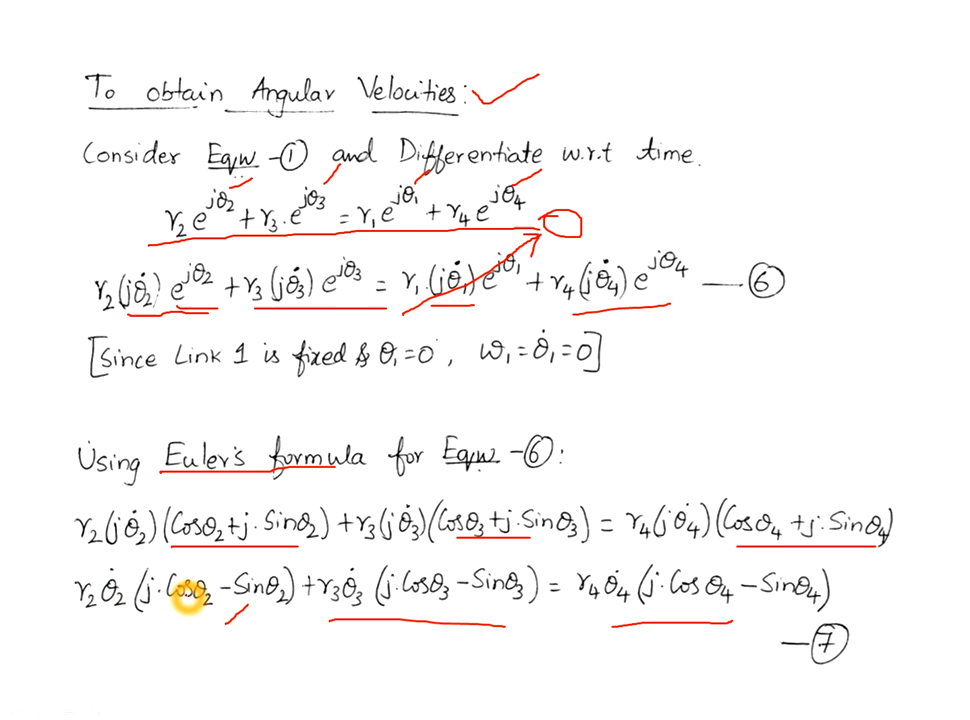 To obtain Angular Velocities:
Consider Eqn -① and Differentiate w.r.t time.
r₂ e^{jθ₂} + r₃. e^{jθ₃} = r₁ e^{jθ₁} + r₄ e^{jθ₄}
r₂ (jθ̇₂) e^{jθ₂} + r₃ (jθ̇₃) e^{jθ₃} = r₁. (jθ̇₁) e^{jθ₁} + r₄ (jθ̇₄) e^{jθ₄} — ⑥
[Since Link 1 is fixed & θ₁=0, ω₁=θ̇₁=0]
Using Euler's formula for Eqn -⑥:
r₂(jθ̇₂)(Cosθ₂+j.Sinθ₂)+r₃(jθ̇₃)(Cosθ₃+j.Sinθ₃) = r₄(jθ̇₄)(Cosθ₄+j.Sinθ₄)
r₂θ̇₂ (j.Cosθ₂ - Sinθ₂)+r₃θ̇₃ (j.Cosθ₃ - Sinθ₃) = r₄θ̇₄ (j.Cosθ₄ - Sinθ₄)
—⑦